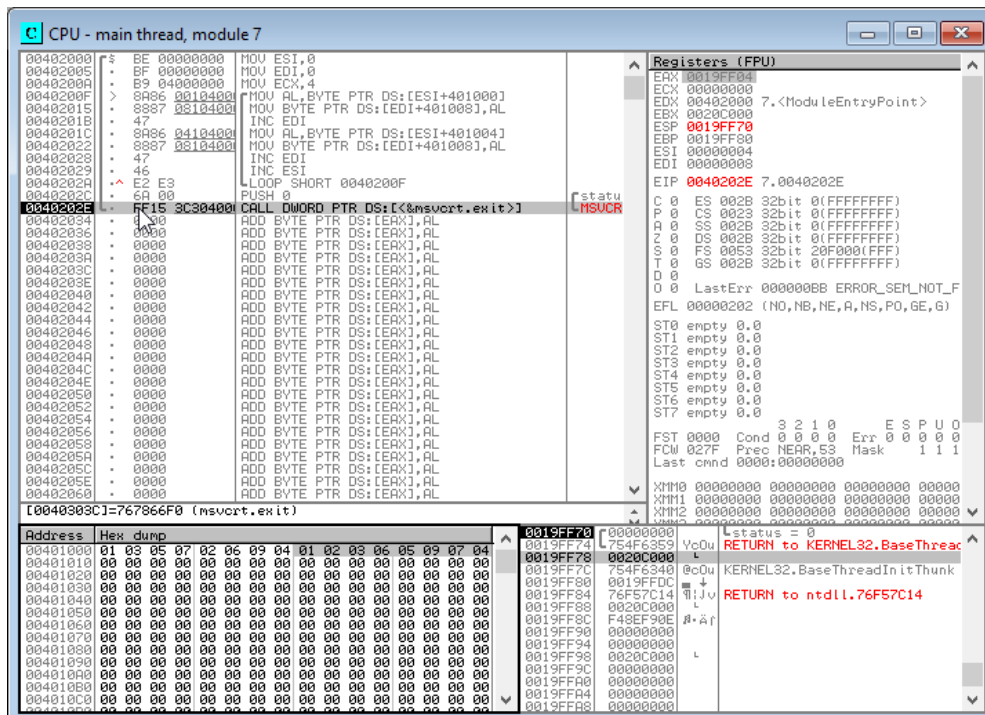 C CPU - main thread, module 7
00402000 $ BE 00000000 MOV ESI,0
00402005 . BF 00000000 MOV EDI,0
0040200A . B9 04000000 MOV ECX,4
0040200F > 8A86 00104000 MOV AL,BYTE PTR DS:[ESI+401000]
00402015 . 8887 08104000 MOV BYTE PTR DS:[EDI+401008],AL
0040201B . 47 INC EDI
0040201C . 8A86 04104000 MOV AL,BYTE PTR DS:[ESI+401004]
00402022 . 8887 08104000 MOV BYTE PTR DS:[EDI+401008],AL
00402028 . 47 INC EDI
00402029 . 46 INC ESI
0040202A .^ E2 E3 LOOP SHORT 0040200F
0040202C . 6A 00 PUSH 0 statu
0040202E . FF15 3C304000 CALL DWORD PTR DS:[<&msvcrt.exit>] MSVCR
00402034 . 0000 ADD BYTE PTR DS:[EAX],AL
00402036 . 0000 ADD BYTE PTR DS:[EAX],AL
00402038 . 0000 ADD BYTE PTR DS:[EAX],AL
0040203A . 0000 ADD BYTE PTR DS:[EAX],AL
0040203C . 0000 ADD BYTE PTR DS:[EAX],AL
0040203E . 0000 ADD BYTE PTR DS:[EAX],AL
00402040 . 0000 ADD BYTE PTR DS:[EAX],AL
00402042 . 0000 ADD BYTE PTR DS:[EAX],AL
00402044 . 0000 ADD BYTE PTR DS:[EAX],AL
00402046 . 0000 ADD BYTE PTR DS:[EAX],AL
00402048 . 0000 ADD BYTE PTR DS:[EAX],AL
0040204A . 0000 ADD BYTE PTR DS:[EAX],AL
0040204C . 0000 ADD BYTE PTR DS:[EAX],AL
0040204E . 0000 ADD BYTE PTR DS:[EAX],AL
00402050 . 0000 ADD BYTE PTR DS:[EAX],AL
00402052 . 0000 ADD BYTE PTR DS:[EAX],AL
00402054 . 0000 ADD BYTE PTR DS:[EAX],AL
00402056 . 0000 ADD BYTE PTR DS:[EAX],AL
00402058 . 0000 ADD BYTE PTR DS:[EAX],AL
0040205A . 0000 ADD BYTE PTR DS:[EAX],AL
0040205C . 0000 ADD BYTE PTR DS:[EAX],AL
0040205E . 0000 ADD BYTE PTR DS:[EAX],AL
00402060 . 0000 ADD BYTE PTR DS:[EAX],AL
[0040303C]=767866F0 (msvcrt.exit)
Registers (FPU)
EAX 0019FF04
ECX 00000000
EDX 00402000 7.<ModuleEntryPoint>
EBX 0020C000
ESP 0019FF70
EBP 0019FF80
ESI 00000004
EDI 00000008
EIP 0040202E 7.0040202E
C 0 ES 002B 32bit 0(FFFFFFFF)
P 0 CS 0023 32bit 0(FFFFFFFF)
A 0 SS 002B 32bit 0(FFFFFFFF)
Z 0 DS 002B 32bit 0(FFFFFFFF)
S 0 FS 0053 32bit 20F000(FFF)
T 0 GS 002B 32bit 0(FFFFFFFF)
D 0
O 0 LastErr 000000BB ERROR_SEM_NOT_F
EFL 00000202 (NO,NB,NE,A,NS,PO,GE,G)
ST0 empty 0.0
ST1 empty 0.0
ST2 empty 0.0
ST3 empty 0.0
ST4 empty 0.0
ST5 empty 0.0
ST6 empty 0.0
ST7 empty 0.0
3 2 1 0 E S P U O
FST 0000 Cond 0 0 0 0 Err 0 0 0 0 0
FCW 027F Prec NEAR,53 Mask 1 1 1
Last cmnd 0000:00000000
XMM0 00000000 00000000 00000000 00000
XMM1 00000000 00000000 00000000 00000
XMM2 00000000 00000000 00000000 00000
Address Hex dump
00401000 01 03 05 07 02 06 09 04 01 02 03 06 05 09 07 04
00401010 00 00 00 00 00 00 00 00 00 00 00 00 00 00 00 00
00401020 00 00 00 00 00 00 00 00 00 00 00 00 00 00 00 00
00401030 00 00 00 00 00 00 00 00 00 00 00 00 00 00 00 00
00401040 00 00 00 00 00 00 00 00 00 00 00 00 00 00 00 00
00401050 00 00 00 00 00 00 00 00 00 00 00 00 00 00 00 00
00401060 00 00 00 00 00 00 00 00 00 00 00 00 00 00 00 00
00401070 00 00 00 00 00 00 00 00 00 00 00 00 00 00 00 00
00401080 00 00 00 00 00 00 00 00 00 00 00 00 00 00 00 00
00401090 00 00 00 00 00 00 00 00 00 00 00 00 00 00 00 00
004010A0 00 00 00 00 00 00 00 00 00 00 00 00 00 00 00 00
004010B0 00 00 00 00 00 00 00 00 00 00 00 00 00 00 00 00
004010C0 00 00 00 00 00 00 00 00 00 00 00 00 00 00 00 00
0019FF70 00000000 status = 0
0019FF74 754F6359 YcOu RETURN to KERNEL32.BaseThread
0019FF78 0020C000
0019FF7C 754F6340 @cOu KERNEL32.BaseThreadInitThunk
0019FF80 0019FFDC
0019FF84 76F57C14 RETURN to ntdll.76F57C14
0019FF88 0020C000
0019FF8C F48EF90E
0019FF90 00000000
0019FF94 00000000
0019FF98 0020C000
0019FF9C 00000000
0019FFA0 00000000
0019FFA4 00000000
0019FFA8 00000000